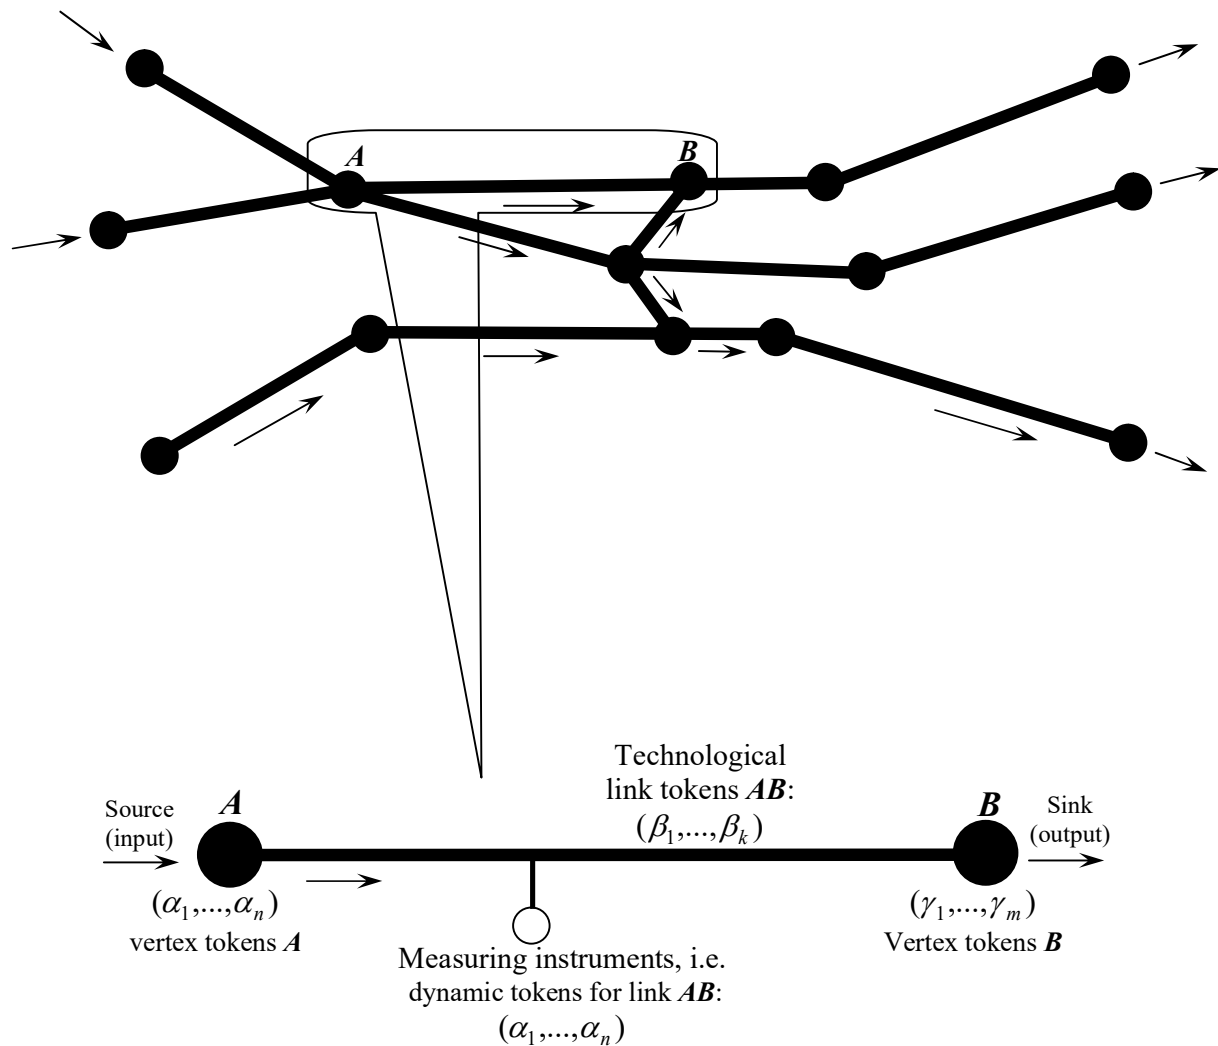 A
B
Technological
link tokens AB:
(β₁,...,βₖ)
Source
(input)
A
B
Sink
(output)
(α₁,...,αₙ)
vertex tokens A
(γ₁,...,γₘ)
Vertex tokens B
Measuring instruments, i.e.
dynamic tokens for link AB:
(α₁,...,αₙ)